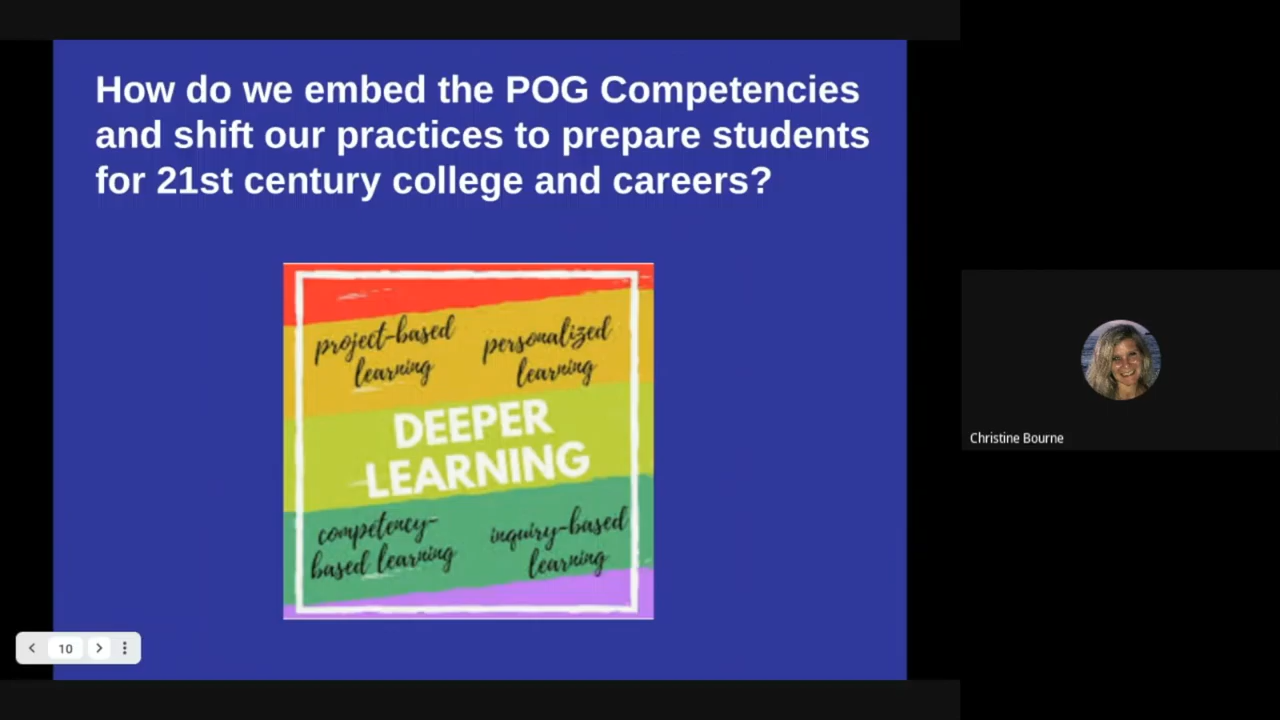 How do we embed the POG Competencies
and shift our practices to prepare students
for 21st century college and careers?
project-based
learning
personalized
learning
DEEPER
LEARNING
competency-
based learning
inquiry-based
learning
10
Christine Bourne